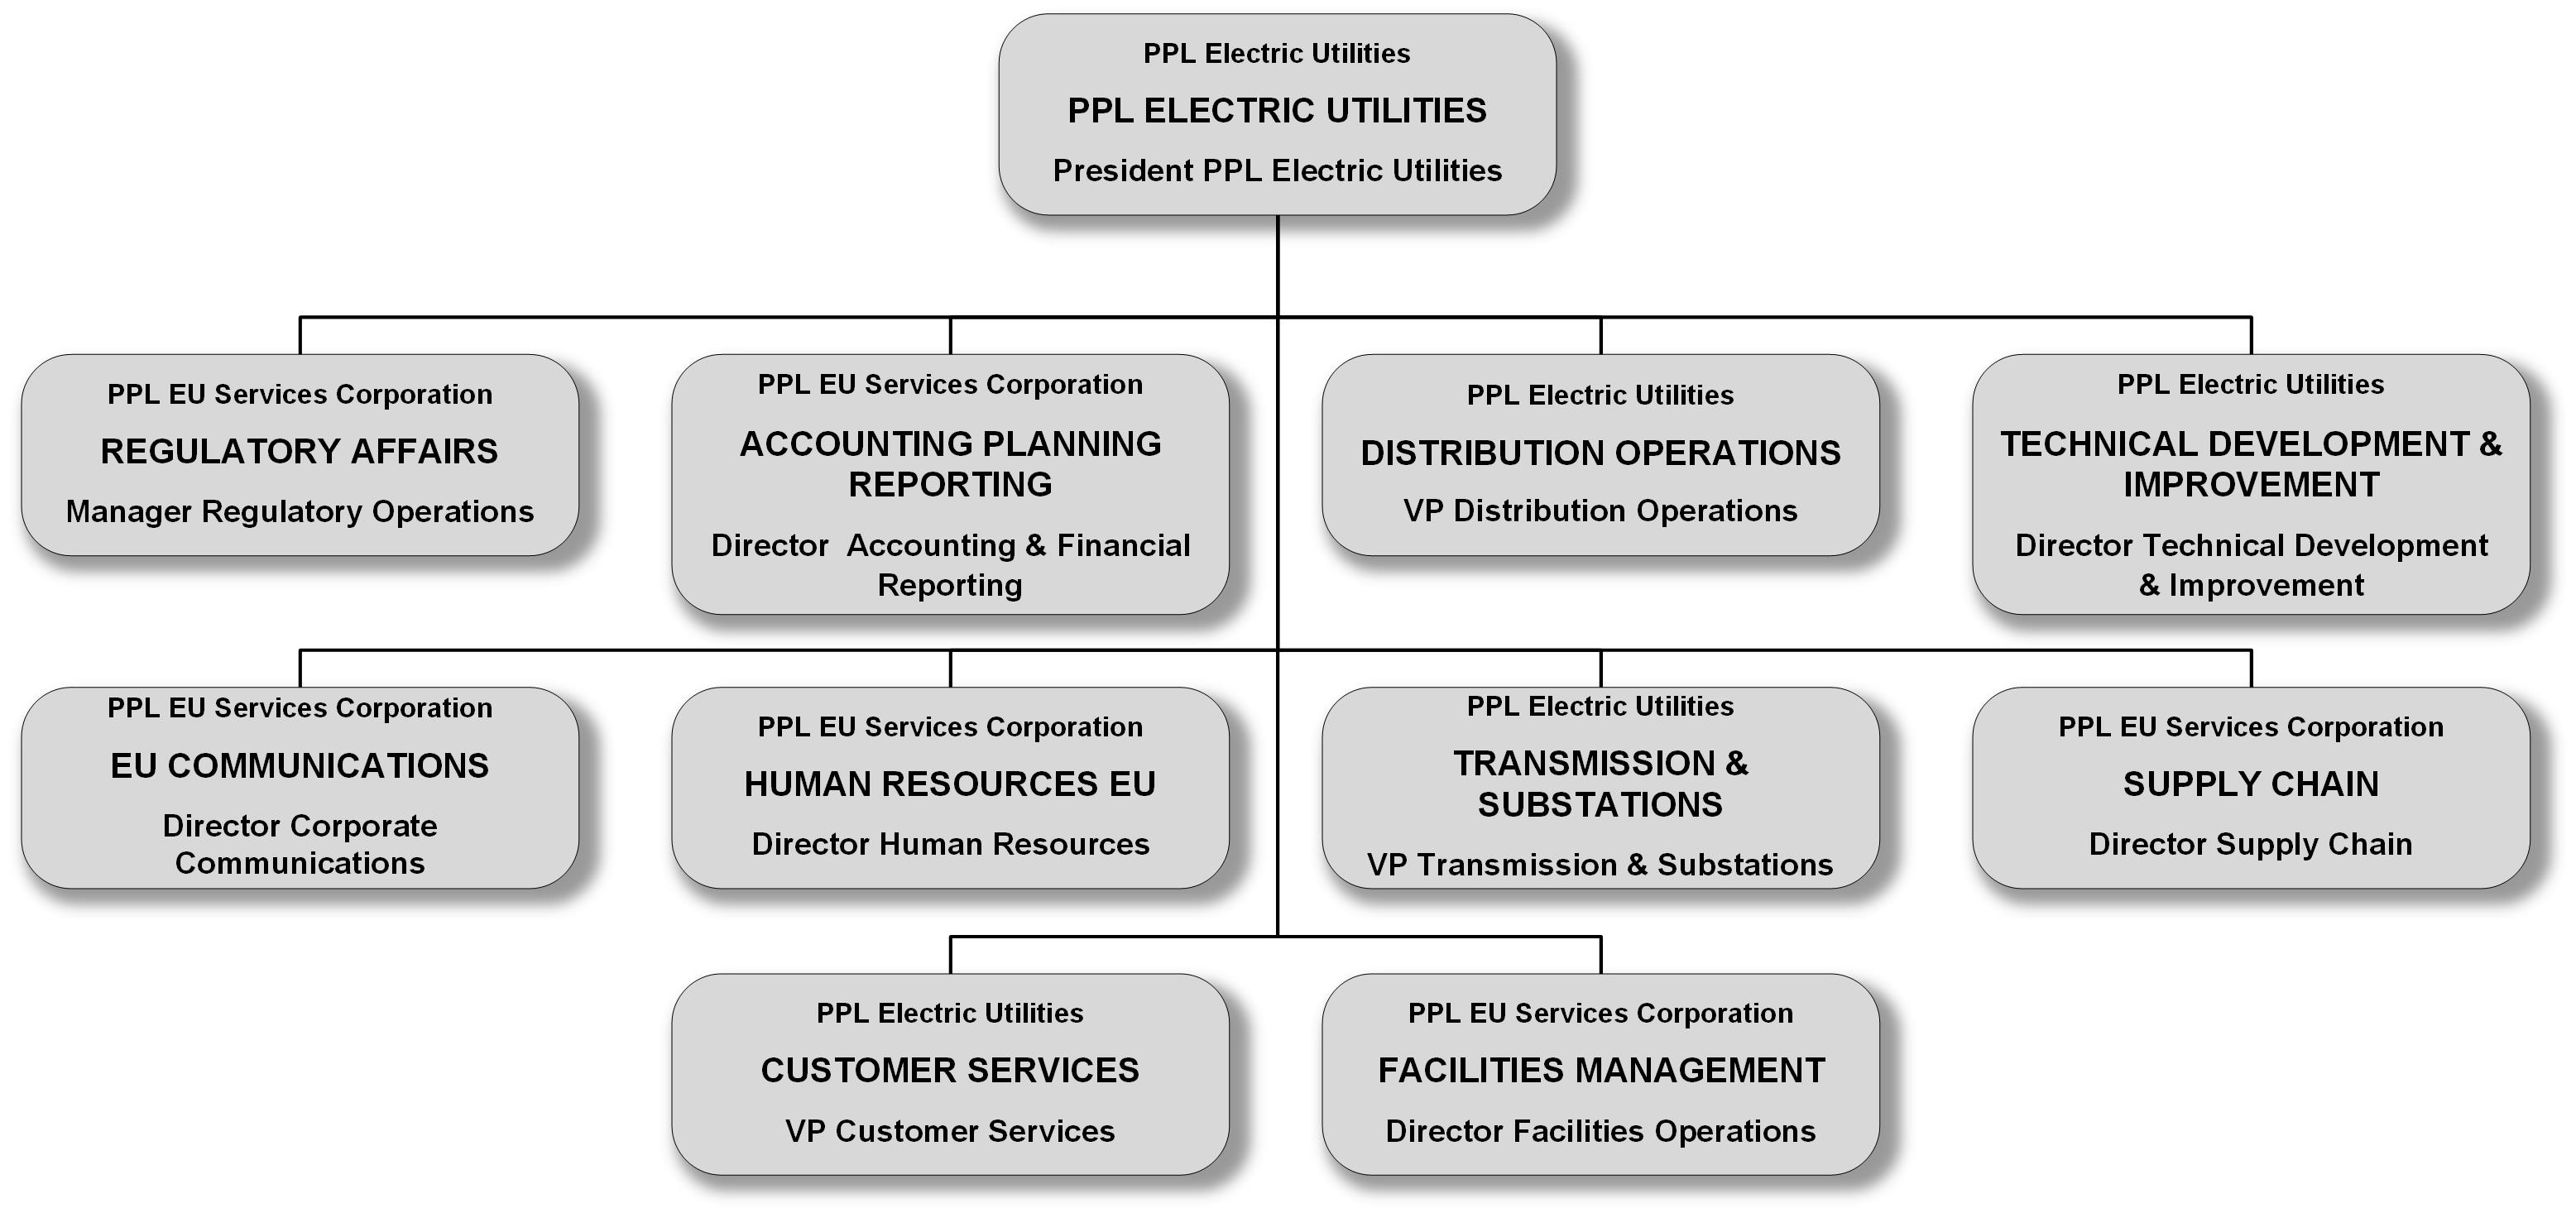 PPL Electric Utilities
PPL ELECTRIC UTILITIES
President PPL Electric Utilities
PPL EU Services Corporation
REGULATORY AFFAIRS
Manager Regulatory Operations
PPL EU Services Corporation
ACCOUNTING PLANNING
REPORTING
Director  Accounting & Financial
Reporting
PPL Electric Utilities
DISTRIBUTION OPERATIONS
VP Distribution Operations
PPL Electric Utilities
TECHNICAL DEVELOPMENT &
IMPROVEMENT
Director Technical Development
& Improvement
PPL EU Services Corporation
EU COMMUNICATIONS
Director Corporate
Communications
PPL EU Services Corporation
HUMAN RESOURCES EU
Director Human Resources
PPL Electric Utilities
TRANSMISSION &
SUBSTATIONS
VP Transmission & Substations
PPL EU Services Corporation
SUPPLY CHAIN
Director Supply Chain
PPL Electric Utilities
CUSTOMER SERVICES
VP Customer Services
PPL EU Services Corporation
FACILITIES MANAGEMENT
Director Facilities Operations